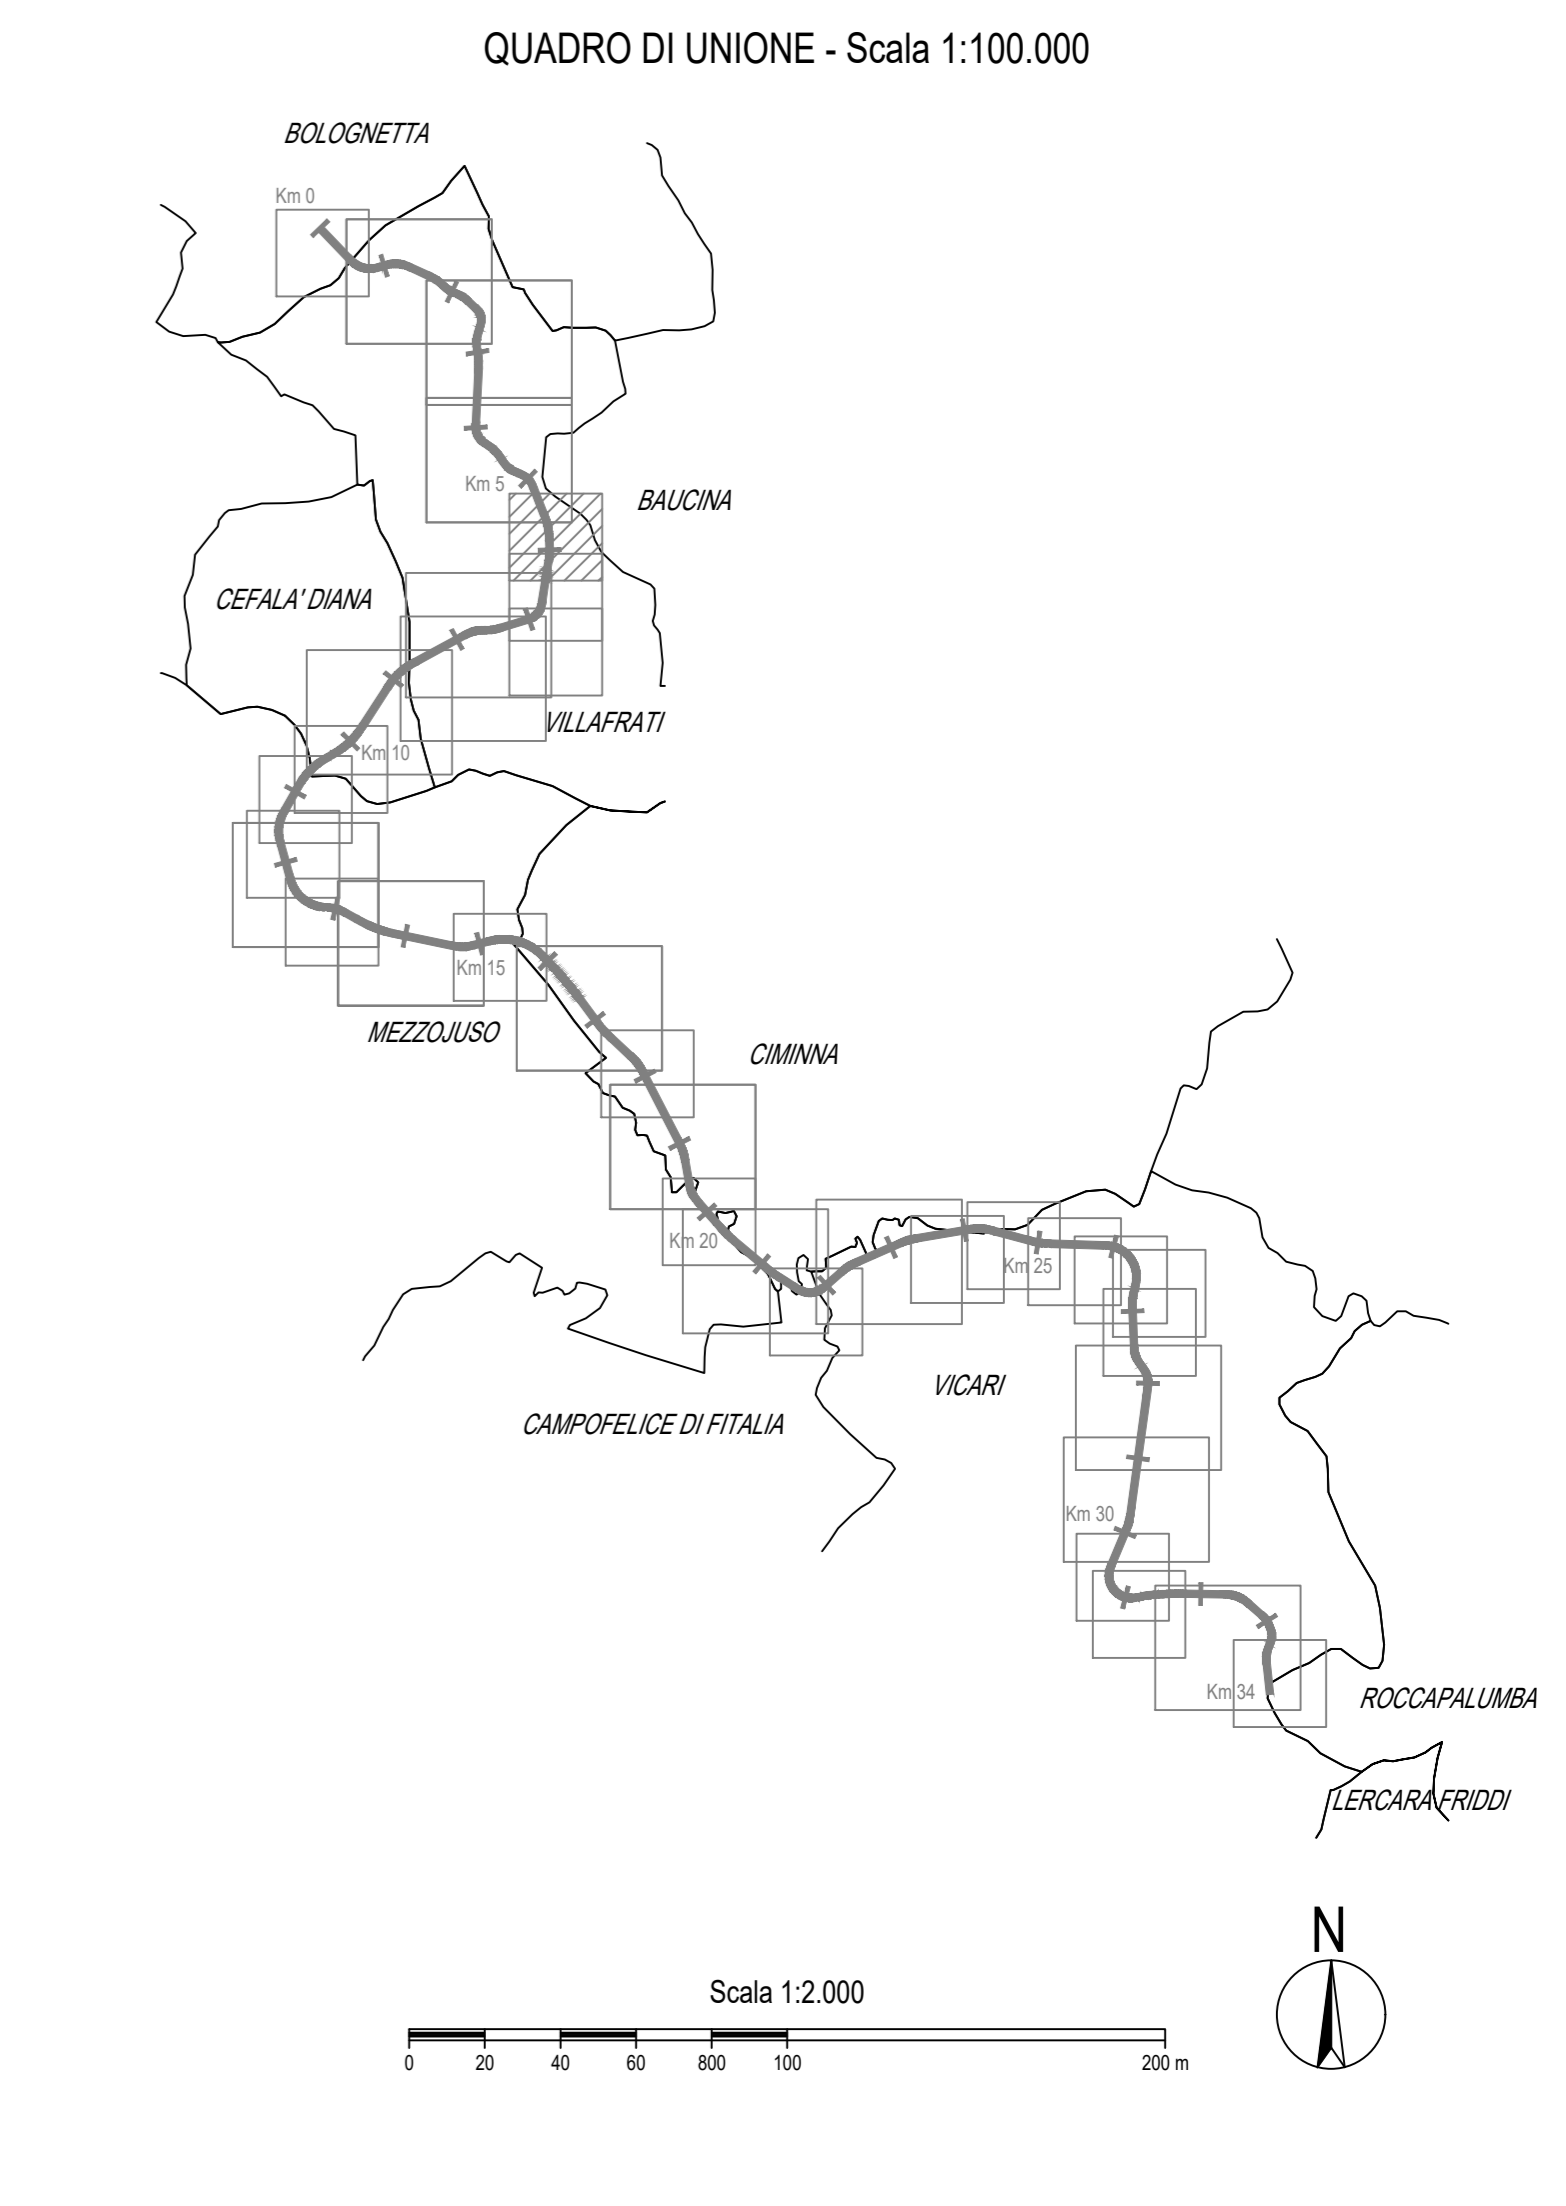 QUADRO DI UNIONE - Scala 1:100.000
BOLOGNETTA
Km 0
Km 5
BAUCINA
CEFALA' DIANA
VILLAFRATI
Km 10
Km 15
MEZZOJUSO
CIMINNA
Km 20
Km 25
VICARI
CAMPOFELICE DI FITALIA
Km 30
Km 34
ROCCAPALUMBA
LERCARA FRIDDI
N
Scala 1:2.000
0 20 40 60 800 100 200 m